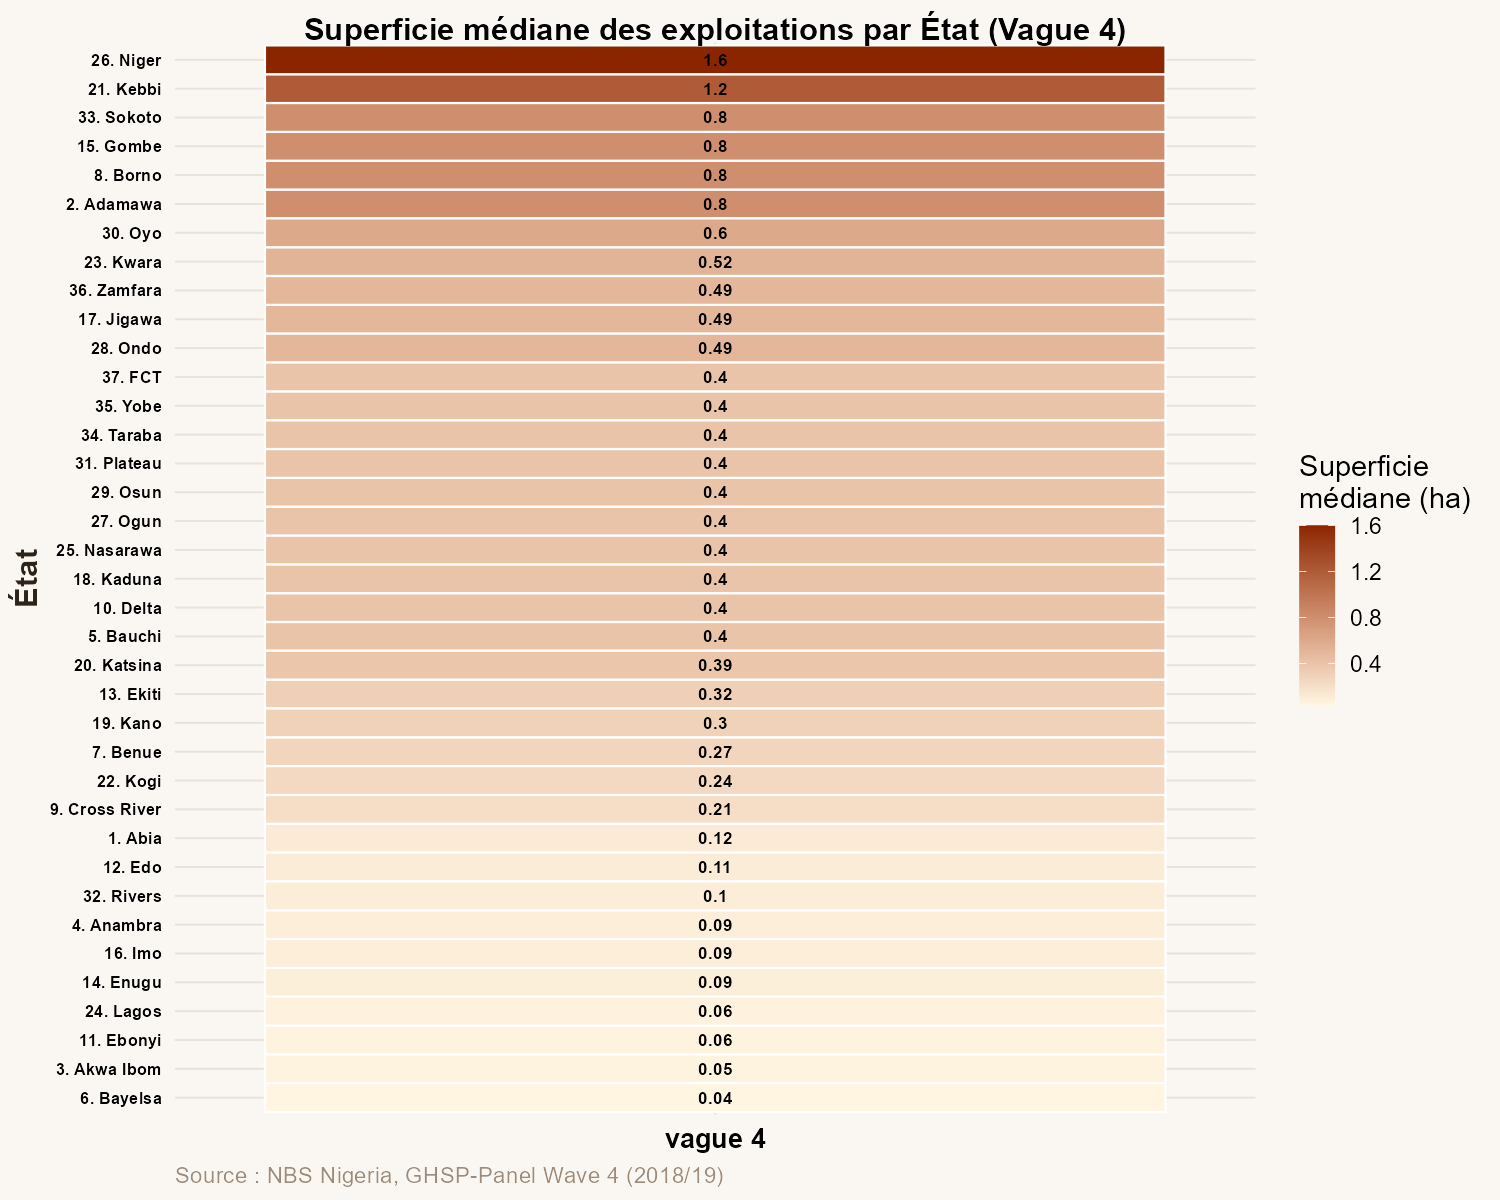 Superficie médiane des exploitations par État (Vague 4)
État
26. Niger 1.6
21. Kebbi 1.2
33. Sokoto 0.8
15. Gombe 0.8
8. Borno 0.8
2. Adamawa 0.8
30. Oyo 0.6
23. Kwara 0.52
36. Zamfara 0.49
17. Jigawa 0.49
28. Ondo 0.49
37. FCT 0.4
35. Yobe 0.4
34. Taraba 0.4
31. Plateau 0.4
29. Osun 0.4
27. Ogun 0.4
25. Nasarawa 0.4
18. Kaduna 0.4
10. Delta 0.4
5. Bauchi 0.4
20. Katsina 0.39
13. Ekiti 0.32
19. Kano 0.3
7. Benue 0.27
22. Kogi 0.24
9. Cross River 0.21
1. Abia 0.12
12. Edo 0.11
32. Rivers 0.1
4. Anambra 0.09
16. Imo 0.09
14. Enugu 0.09
24. Lagos 0.06
11. Ebonyi 0.06
3. Akwa Ibom 0.05
6. Bayelsa 0.04
vague 4
Superficie
médiane (ha)
1.6
1.2
0.8
0.4
Source : NBS Nigeria, GHSP-Panel Wave 4 (2018/19)